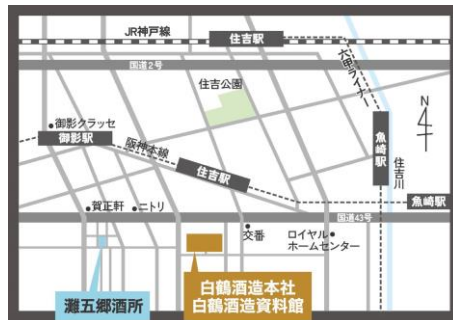 JR神戸線
住吉駅
国道2号
六甲ライナー
住吉公園
N
御影クラッセ
御影駅
阪神本線
住吉駅
魚崎駅
住吉川
魚崎駅
賀正軒
ニトリ
国道43号
交番
ロイヤル
ホームセンター
灘五郷酒所
白鶴酒造本社
白鶴酒造資料館